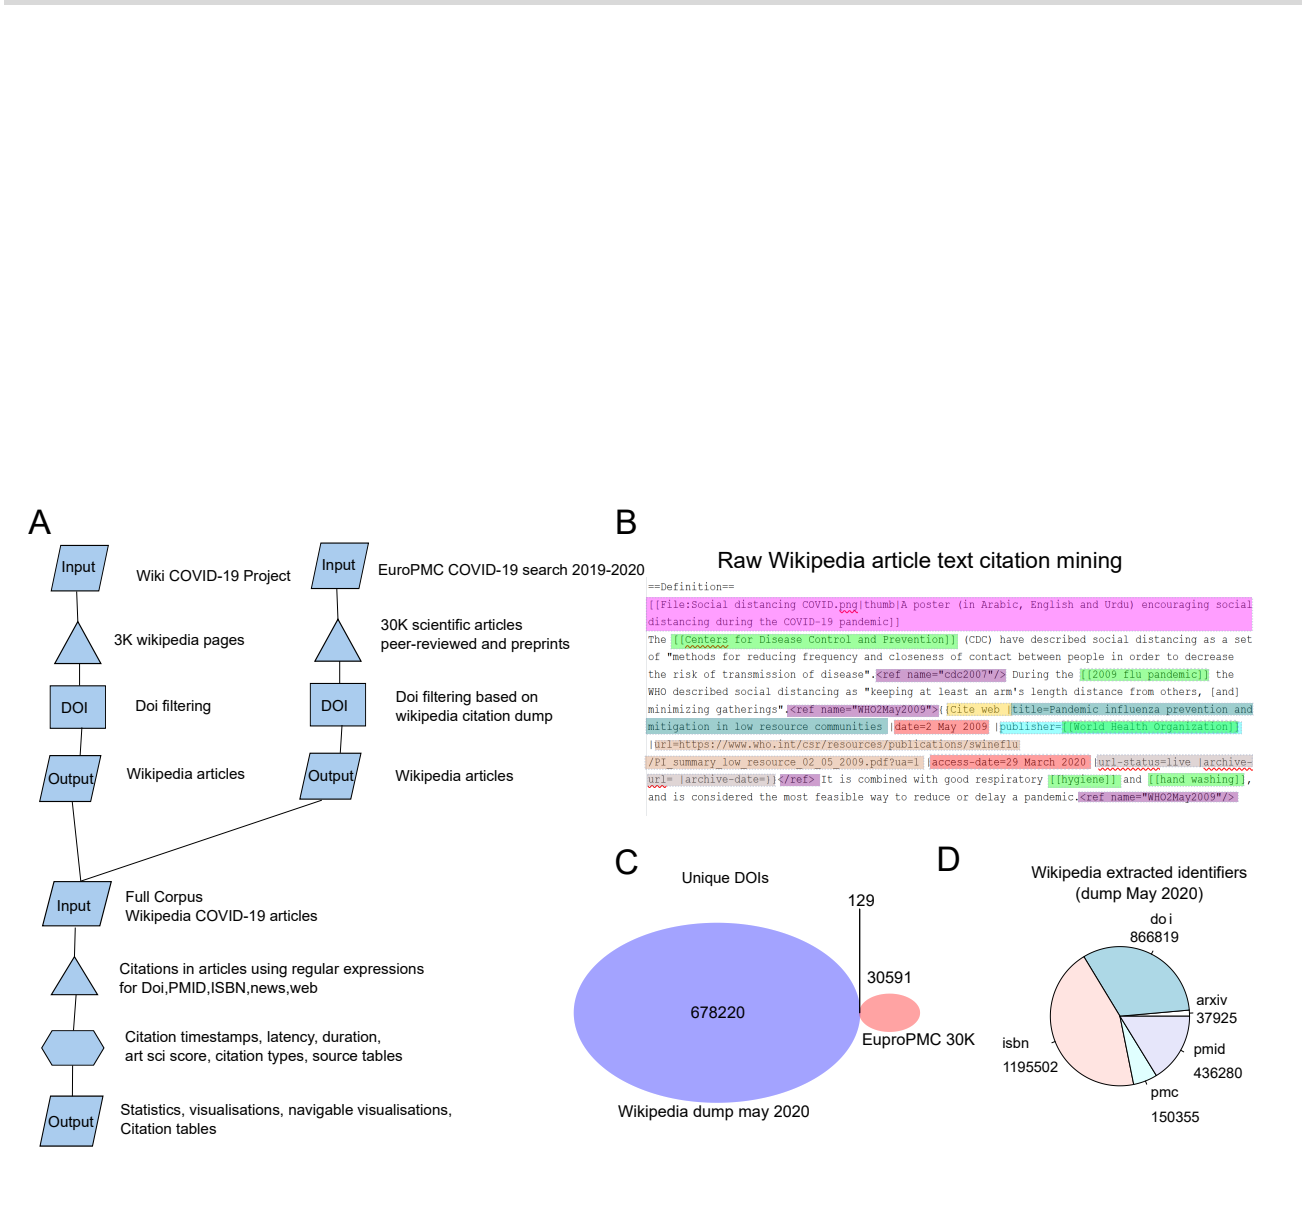 A
Input
Wiki COVID-19 Project
3K wikipedia pages
DOI
Doi filtering
Output
Wikipedia articles
Input
EuroPMC COVID-19 search 2019-2020
30K scientific articles
peer-reviewed and preprints
DOI
Doi filtering based on
wikipedia citation dump
Output
Wikipedia articles
Input
Full Corpus
Wikipedia COVID-19 articles
Citations in articles using regular expressions
for Doi,PMID,ISBN,news,web
Citation timestamps, latency, duration,
art sci score, citation types, source tables
Output
Statistics, visualisations, navigable visualisations,
Citation tables
B
Raw Wikipedia article text citation mining
==Definition==
[[File:Social distancing COVID.png|thumb|A poster (in Arabic, English and Urdu) encouraging social
distancing during the COVID-19 pandemic]]
The [[Centers for Disease Control and Prevention]] (CDC) have described social distancing as a set
of "methods for reducing frequency and closeness of contact between people in order to decrease
the risk of transmission of disease".<ref name="cdc2007"/> During the [[2009 flu pandemic]] the
WHO described social distancing as "keeping at least an arm's length distance from others, [and]
minimizing gatherings".<ref name="WHO2May2009">{{Cite web |title=Pandemic influenza prevention and
mitigation in low resource communities |date=2 May 2009 |publisher=[[World Health Organization]]
|url=https://www.who.int/csr/resources/publications/swineflu
/PI_summary_low_resource_02_05_2009.pdf?ua=1 |access-date=29 March 2020 |url-status=live |archive-
url= |archive-date=}}</ref> It is combined with good respiratory [[hygiene]] and [[hand washing]],
and is considered the most feasible way to reduce or delay a pandemic.<ref name="WHO2May2009"/>
C
Unique DOIs
129
30591
678220
EuproPMC 30K
Wikipedia dump may 2020
D
Wikipedia extracted identifiers
(dump May 2020)
doi
866819
arxiv
37925
isbn
1195502
pmid
436280
pmc
150355